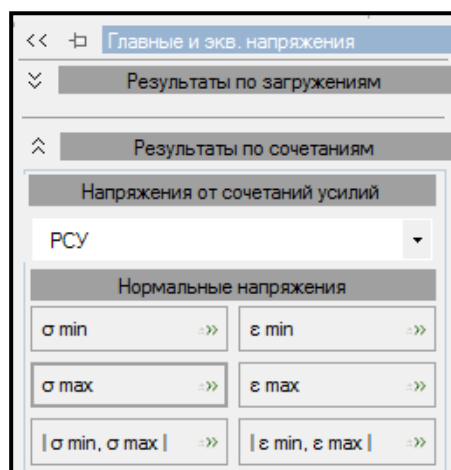 << Главные и экв. напряжения
Результаты по загружениям
Результаты по сочетаниям
Напряжения от сочетаний усилий
РСУ
Нормальные напряжения
σ min ε min
σ max ε max
| σ min, σ max | | ε min, ε max |